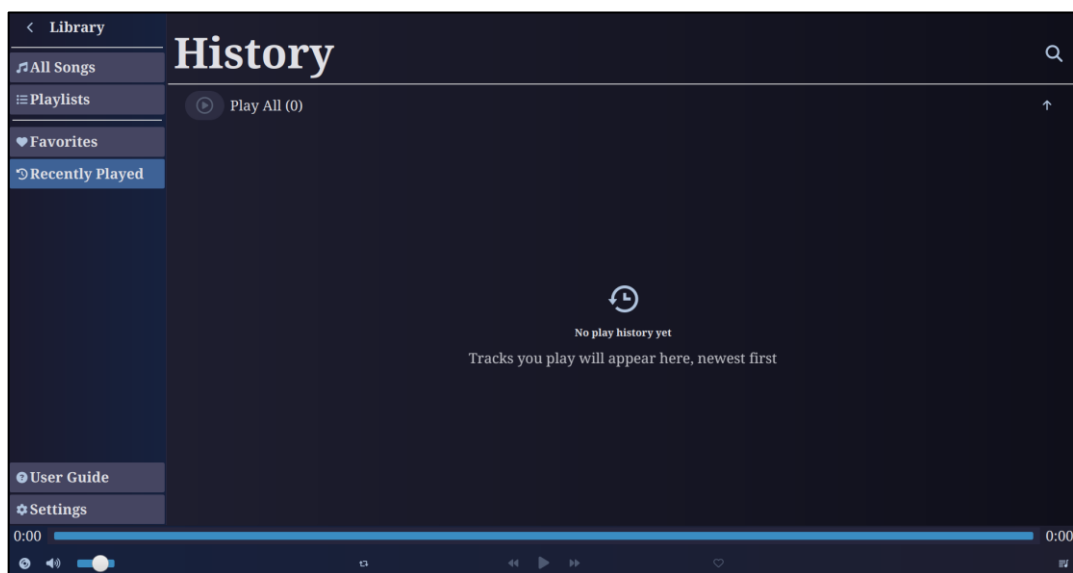 Library
All Songs
Playlists
Favorites
Recently Played
User Guide
Settings
History
Play All (0)
No play history yet
Tracks you play will appear here, newest first
0:00
0:00